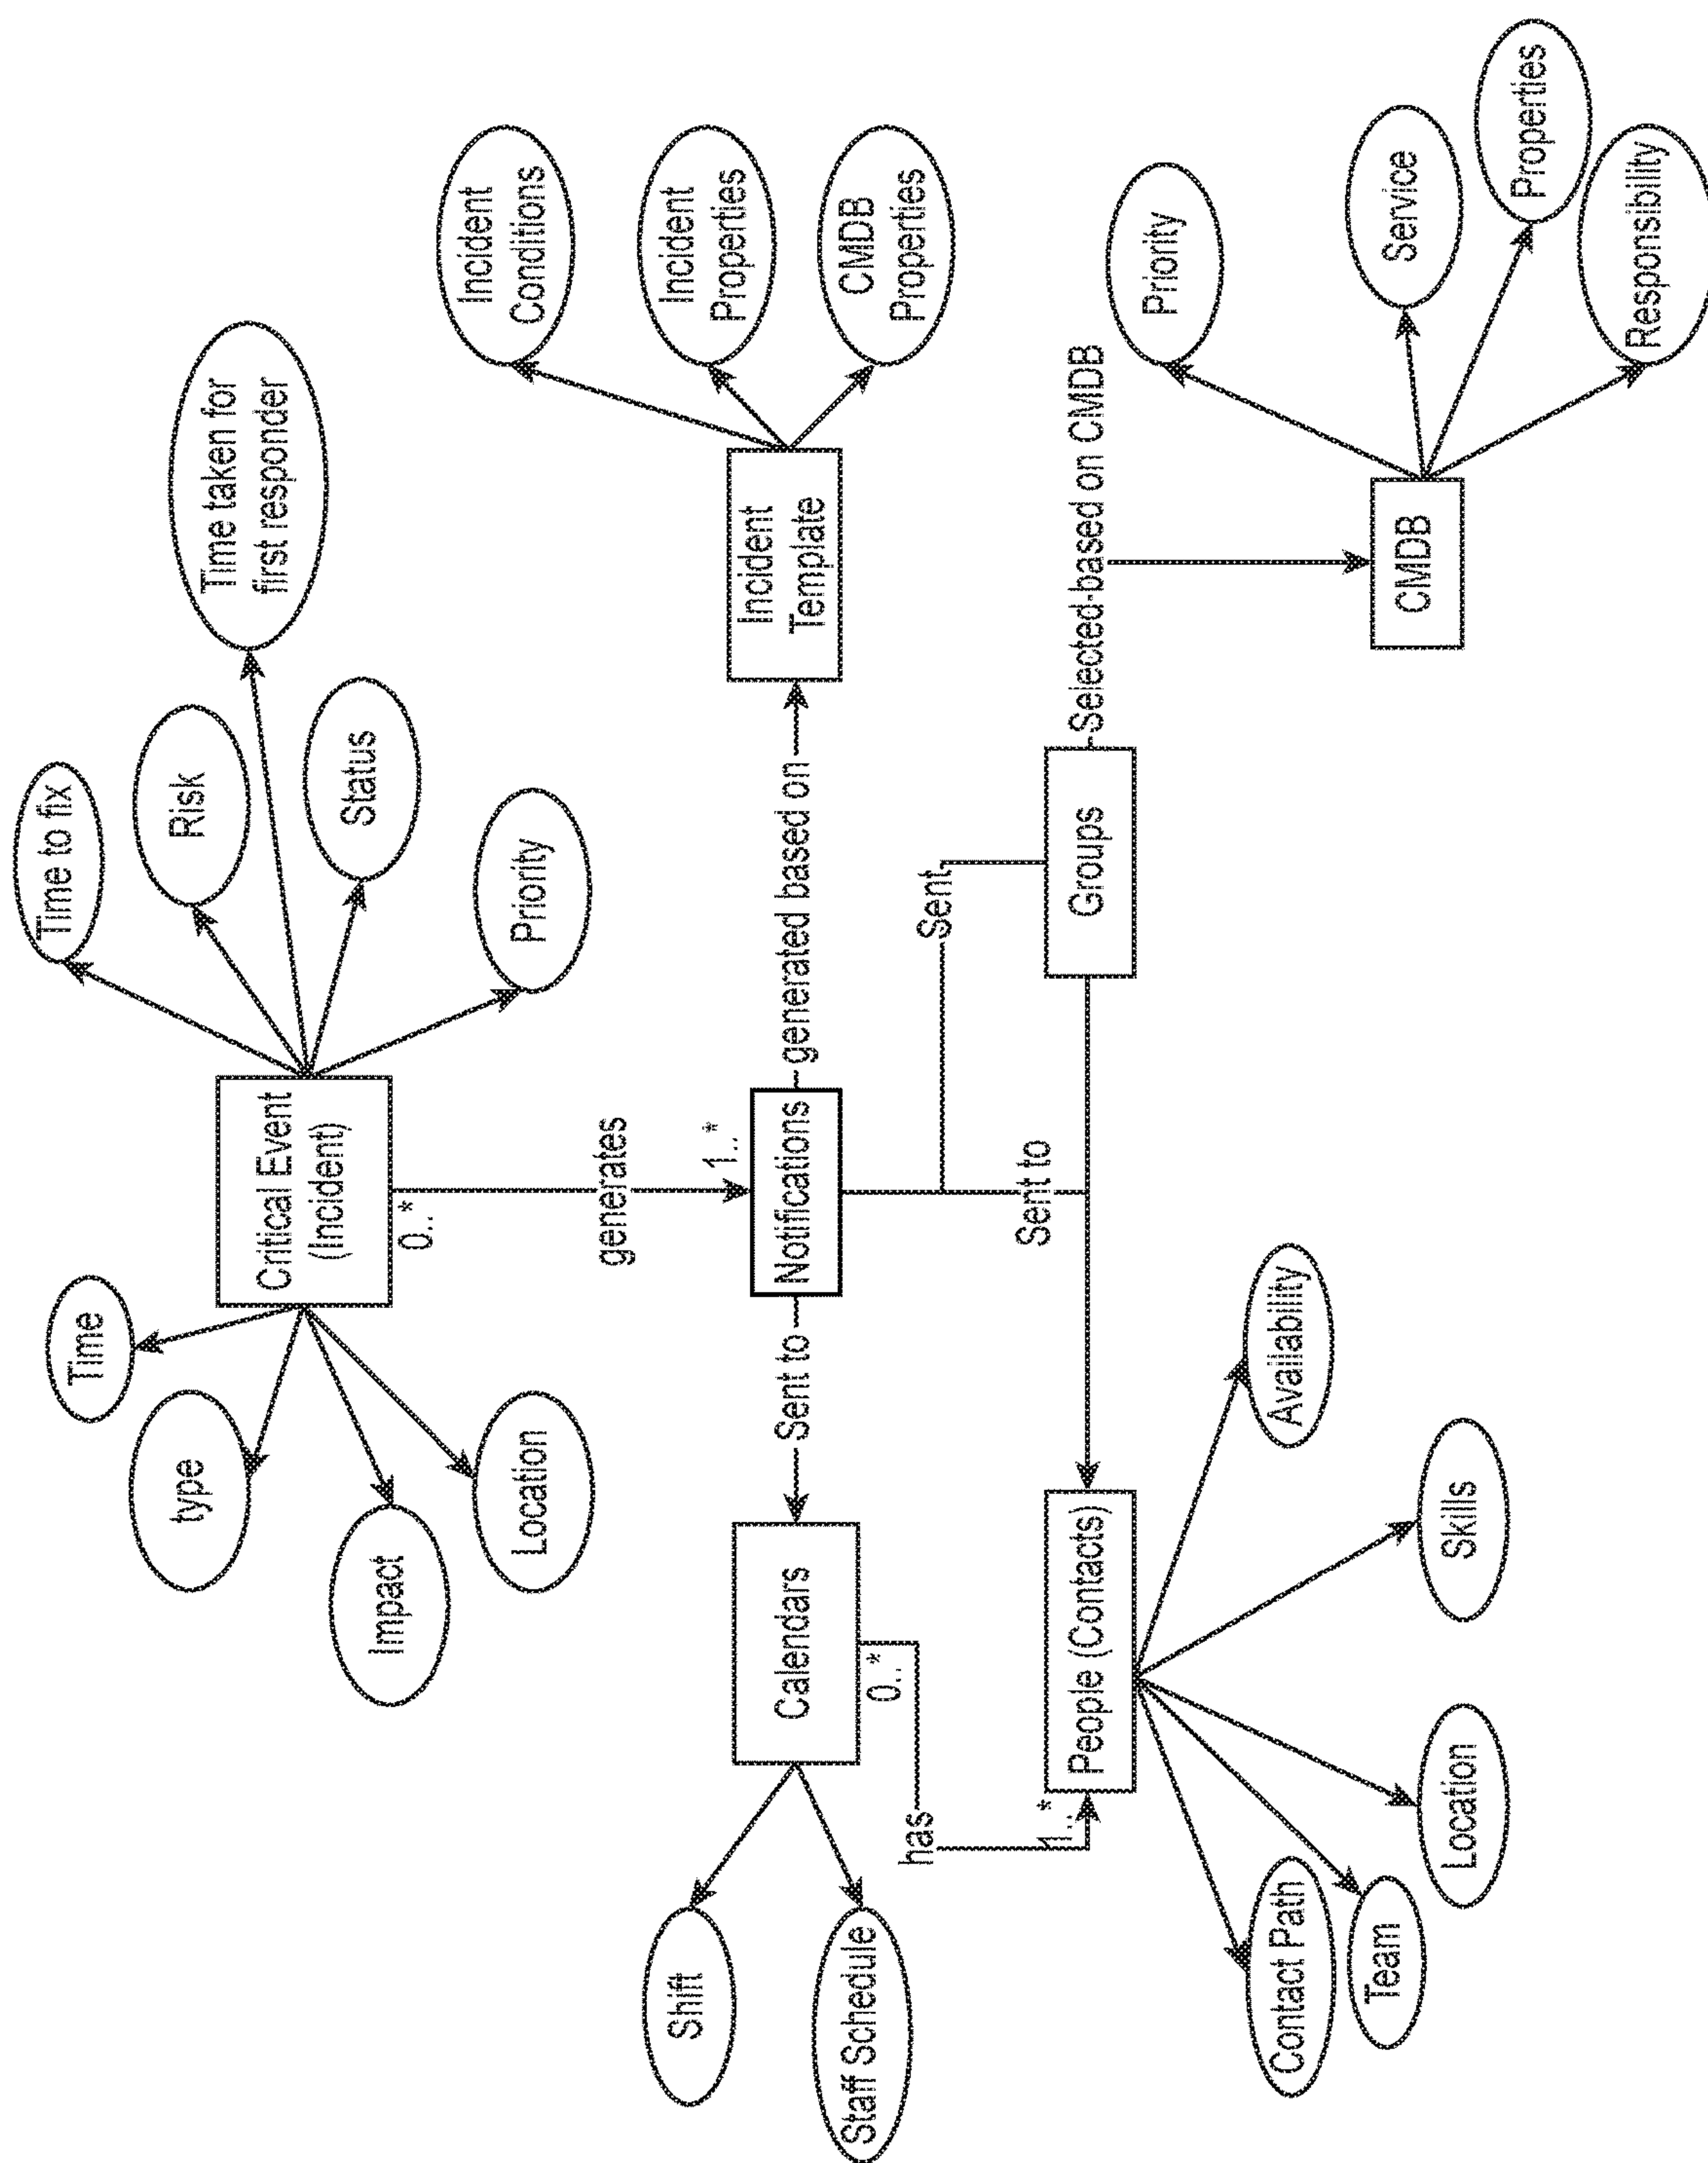 Time
type
Impact
Location
Critical Event
(Incident)
Time to fix
Risk
Time taken for
first responder
Status
Priority
0..*
generates
1..*
Shift
Staff Schedule
Calendars
Sent to
Notifications
generated based on
Incident
Template
Incident
Conditions
Incident
Properties
CMDB
Properties
0..*
has
1..*
Sent
Sent to
People (Contacts)
Groups
Selected-based on CMDB
Contact Path
Team
Location
Skills
Availability
CMDB
Priority
Service
Properties
Responsibility